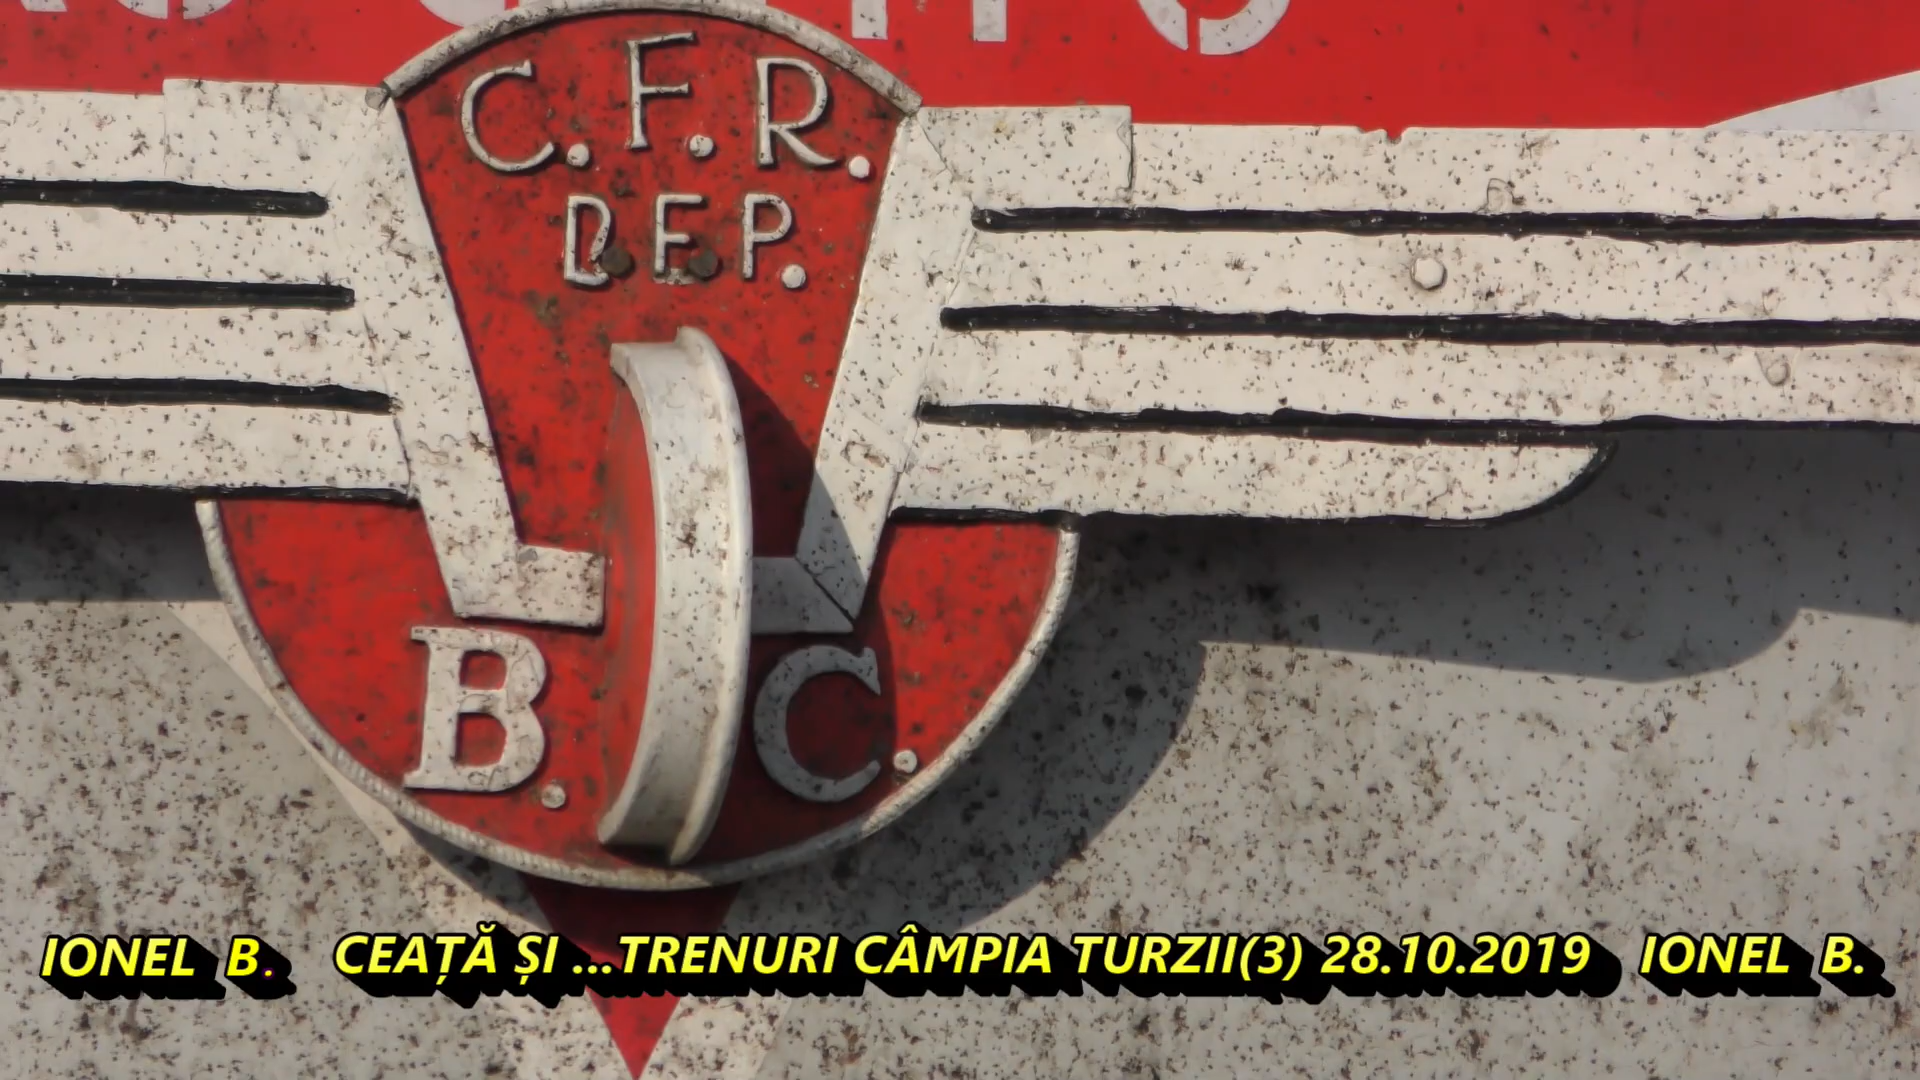 C.F.R.
D.E.P.
B. C.
IONEL B. CEAȚĂ ȘI ...TRENURI CÂMPIA TURZII(3) 28.10.2019 IONEL B.